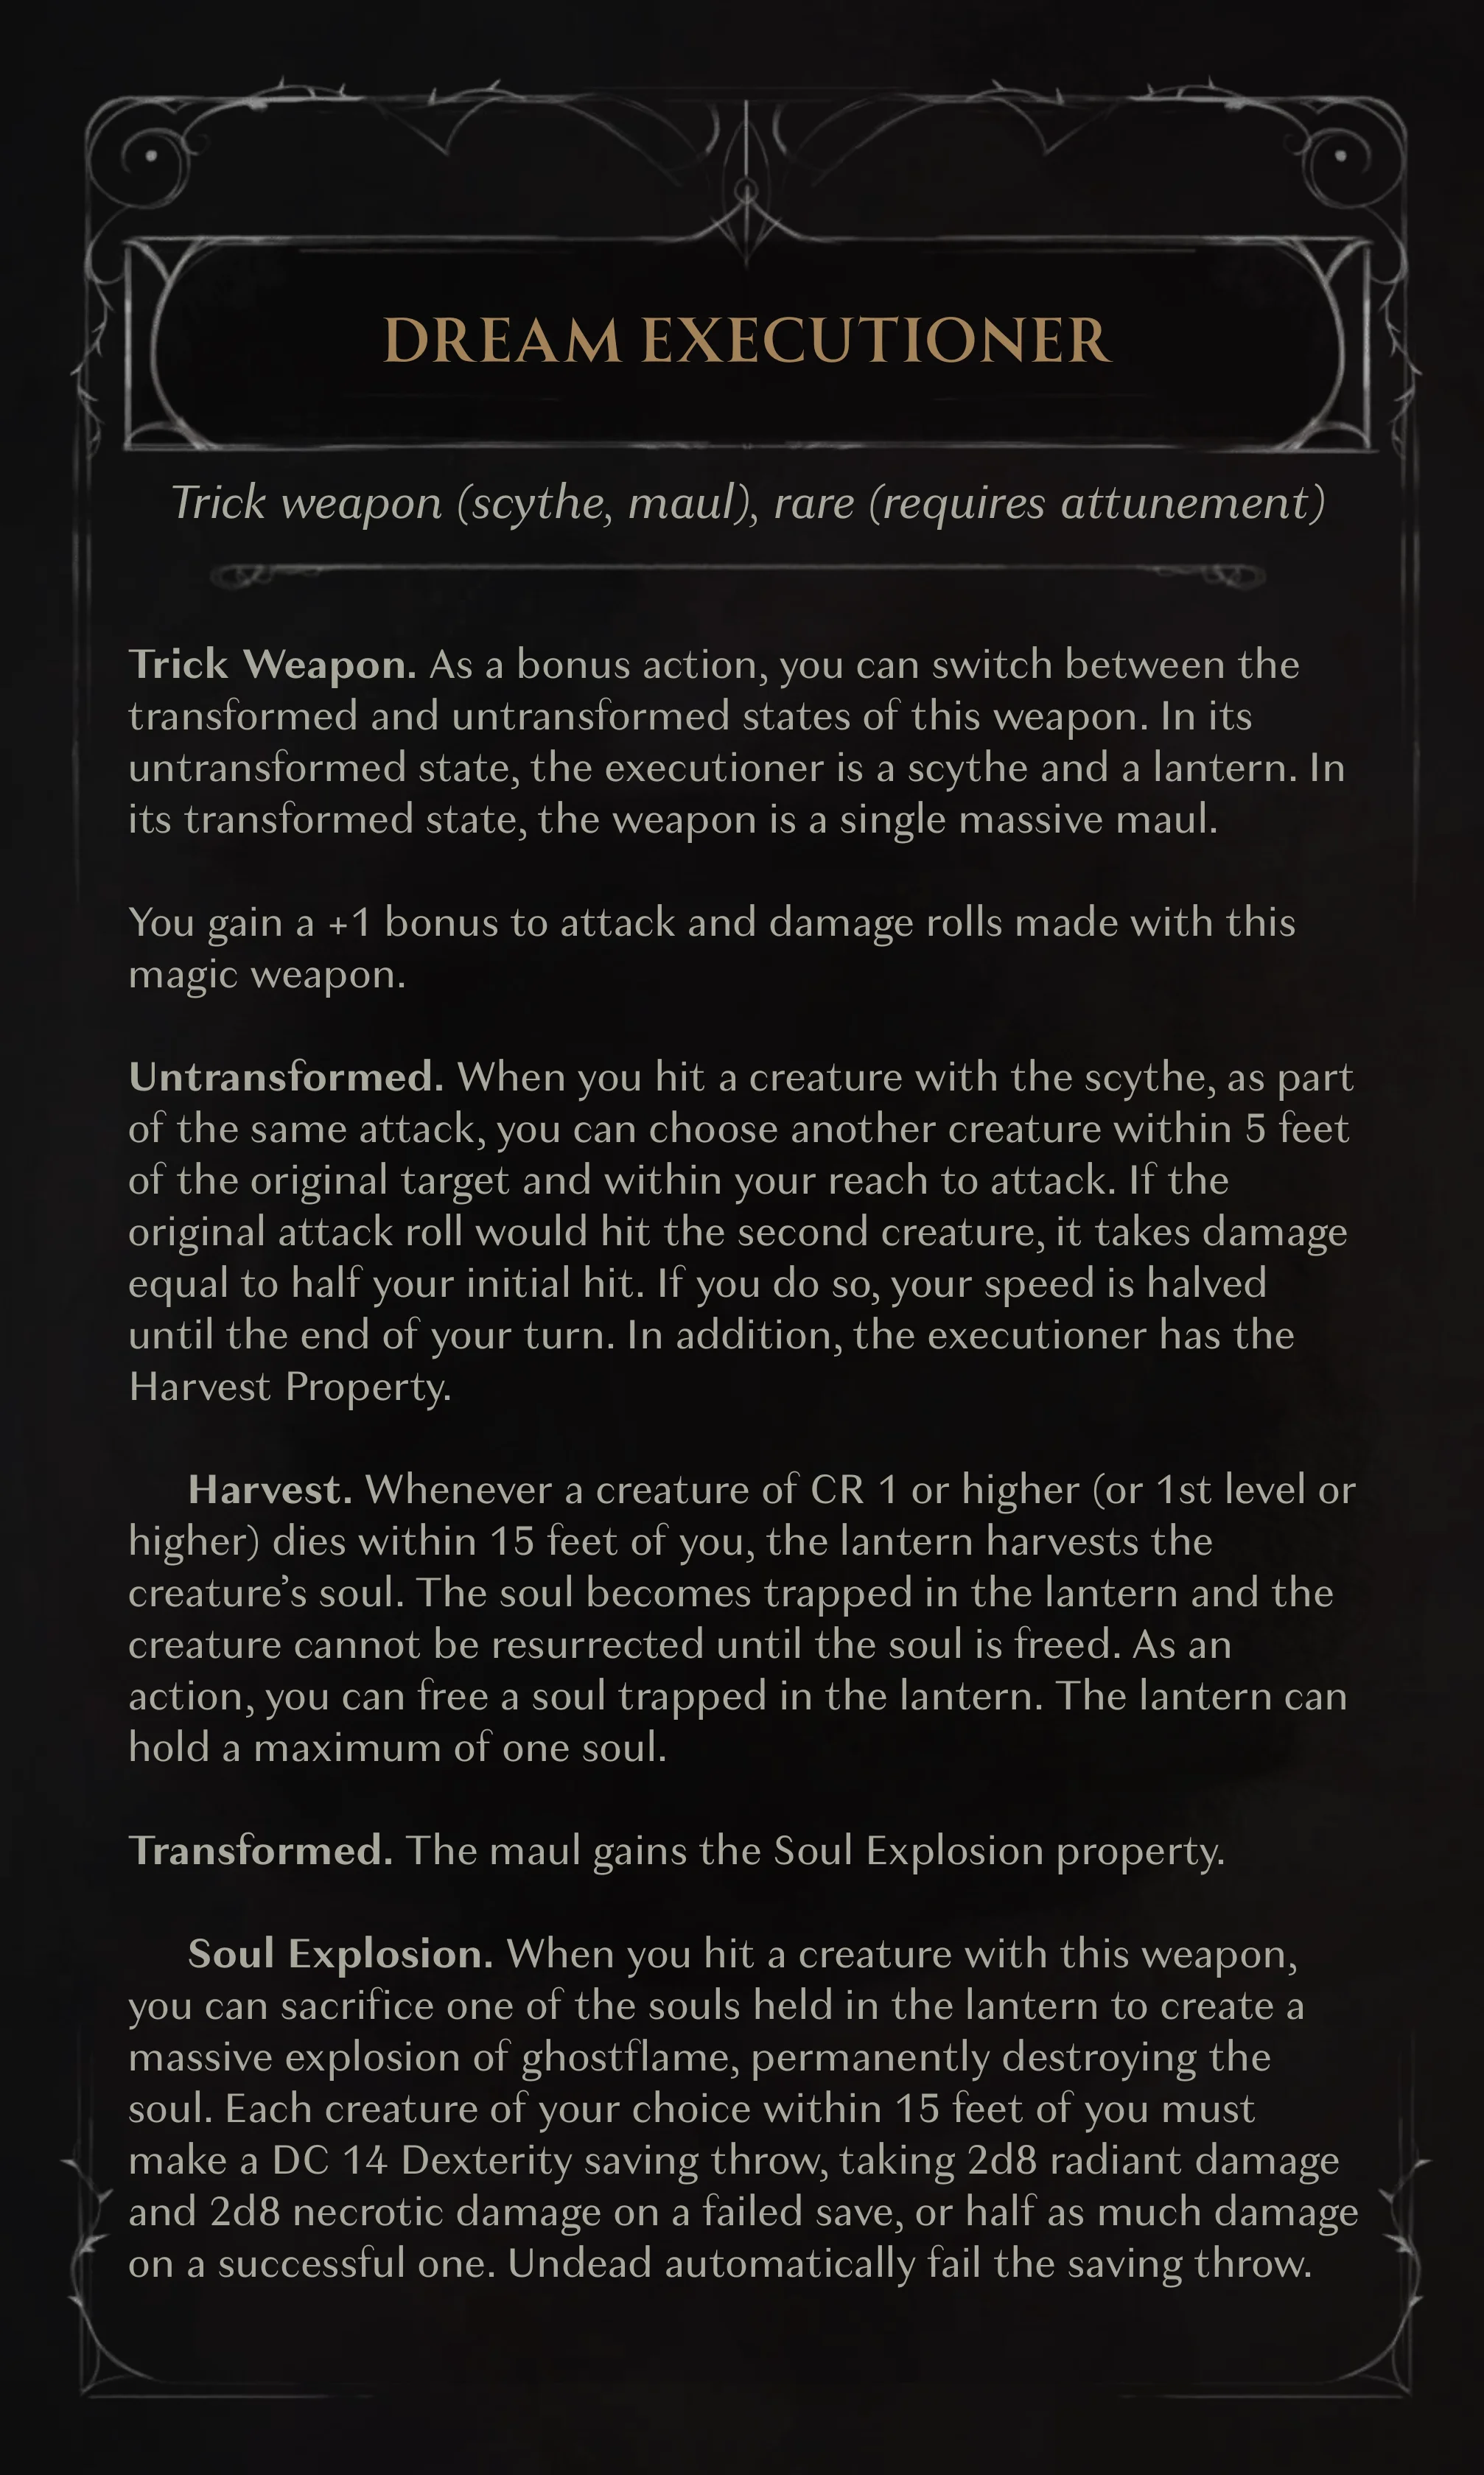 DREAM EXECUTIONER
Trick weapon (scythe, maul), rare (requires attunement)
Trick Weapon. As a bonus action, you can switch between the
transformed and untransformed states of this weapon. In its
untransformed state, the executioner is a scythe and a lantern. In
its transformed state, the weapon is a single massive maul.
You gain a +1 bonus to attack and damage rolls made with this
magic weapon.
Untransformed. When you hit a creature with the scythe, as part
of the same attack, you can choose another creature within 5 feet
of the original target and within your reach to attack. If the
original attack roll would hit the second creature, it takes damage
equal to half your initial hit. If you do so, your speed is halved
until the end of your turn. In addition, the executioner has the
Harvest Property.
Harvest. Whenever a creature of CR 1 or higher (or 1st level or
higher) dies within 15 feet of you, the lantern harvests the
creature’s soul. The soul becomes trapped in the lantern and the
creature cannot be resurrected until the soul is freed. As an
action, you can free a soul trapped in the lantern. The lantern can
hold a maximum of one soul.
Transformed. The maul gains the Soul Explosion property.
Soul Explosion. When you hit a creature with this weapon,
you can sacrifice one of the souls held in the lantern to create a
massive explosion of ghostflame, permanently destroying the
soul. Each creature of your choice within 15 feet of you must
make a DC 14 Dexterity saving throw, taking 2d8 radiant damage
and 2d8 necrotic damage on a failed save, or half as much damage
on a successful one. Undead automatically fail the saving throw.